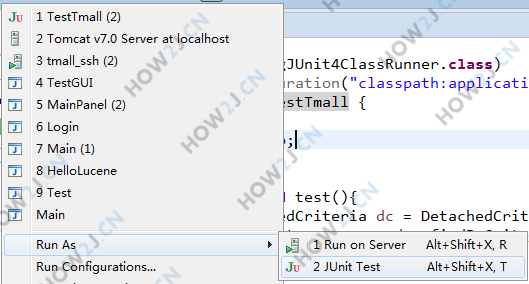 1 TestTmall (2)
2 Tomcat v7.0 Server at localhost
3 tmall_ssh (2)
4 TestGUI
5 MainPanel (2)
6 Login
7 Main (1)
8 HelloLucene
9 Test
Main
Run As
Run Configurations...
gJUnit4ClassRunner.class)
uration("classpath:applicati
estTmall {
;
d test(){
edCriteria dc = DetachedCrit
1 Run on Server Alt+Shift+X, R
2 JUnit Test Alt+Shift+X, T
HOW2J.CN
HOW2J.CN
HOW2J.CN
HOW2J.CN
HOW2J.CN